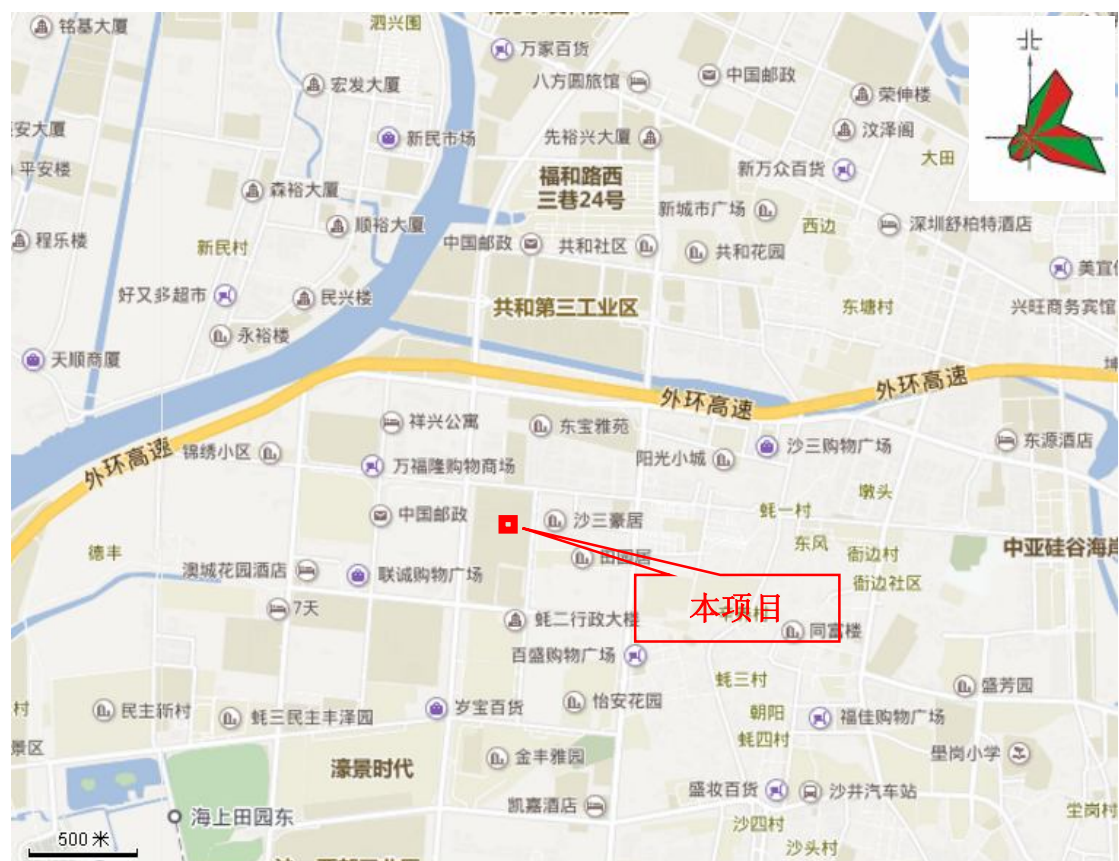 铭基大厦
泗兴围
万家百货
北
宏发大厦
八方圆旅馆
中国邮政
荣伸楼
安大厦
新民市场
先裕兴大厦
汶泽阁
大田
平安楼
新万众百货
森裕大厦
福和路西
三巷24号
新城市广场
顺裕大厦
西边
深圳舒柏特酒店
程乐楼
新民村
中国邮政
共和社区
共和花园
美宜佳
好又多超市
民兴楼
共和第三工业区
东塘村
兴旺商务宾馆
永裕楼
天顺商厦
外环高速
外环高速
祥兴公寓
东宝雅苑
外环高速
锦绣小区
万福隆购物商场
阳光小城
沙三购物广场
东源酒店
中国邮政
沙三豪居
蚝一村
墩头
德丰
田园居
东风
衙边村
中亚硅谷海岸
澳城花园酒店
联诚购物广场
衙边社区
7天
本项目
蚝二行政大楼
同富楼
百盛购物广场
蚝三村
盛芳园
村
民主新村
蚝三民主丰泽园
岁宝百货
怡安花园
朝阳
福佳购物广场
蚝四村
景区
濠景时代
金丰雅园
垦岗小学
盛妆百货
沙井汽车站
海上田园东
凯嘉酒店
沙四村
坣岗村
500 米
沙头村